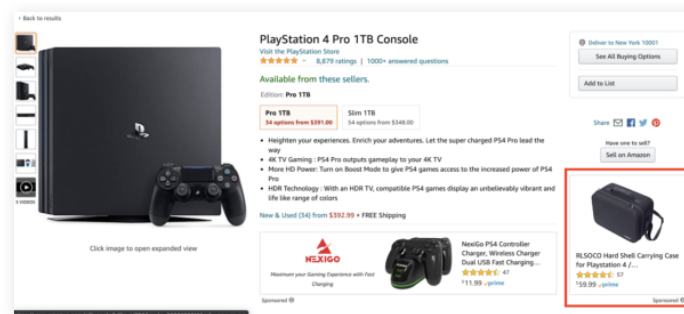 ‹ Back to results
PlayStation 4 Pro 1TB Console
Visit the PlayStation Store
8,879 ratings | 1000+ answered questions
Available from these sellers.
Edition: Pro 1TB
Pro 1TB
34 options from $391.00
Slim 1TB
54 options from $348.00
• Heighten your experiences. Enrich your adventures. Let the super charged PS4 Pro lead the
way
• 4K TV Gaming : PS4 Pro outputs gameplay to your 4K TV
• More HD Power: Turn on Boost Mode to give PS4 games access to the increased power of PS4
Pro
• HDR Technology : With an HDR TV, compatible PS4 games display an unbelievably vibrant and
life like range of colors
New & Used (34) from $392.99 + FREE Shipping
5 VIDEOS
Click image to open expanded view
NEXIGO
Maximum your Gaming Experience with Fast
Charging
NexiGo PS4 Controller
Charger, Wireless Charger
Dual USB Fast Charging...
47
$11.99 prime
Sponsored
Deliver to New York 10001
See All Buying Options
Add to List
Share
Have one to sell?
Sell on Amazon
RLSOCO Hard Shell Carrying Case
for Playstation 4 /...
57
$59.99 prime
Sponsored